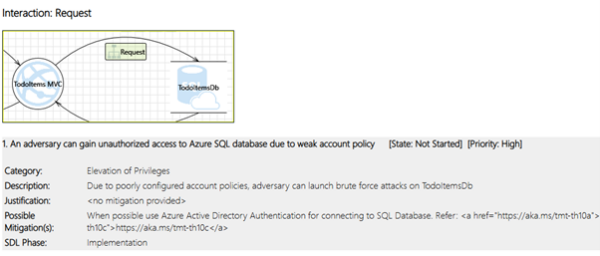 Interaction: Request
Request
TodoItems MVC
TodoItemsDb
1. An adversary can gain unauthorized access to Azure SQL database due to weak account policy [State: Not Started] [Priority: High]
Category: Elevation of Privileges
Description: Due to poorly configured account policies, adversary can launch brute force attacks on TodoItemsDb
Justification: <no mitigation provided>
Possible When possible use Azure Active Directory Authentication for connecting to SQL Database. Refer: <a href="https://aka.ms/tmt-th10a">
Mitigation(s): th10c">https://aka.ms/tmt-th10c</a>
SDL Phase: Implementation